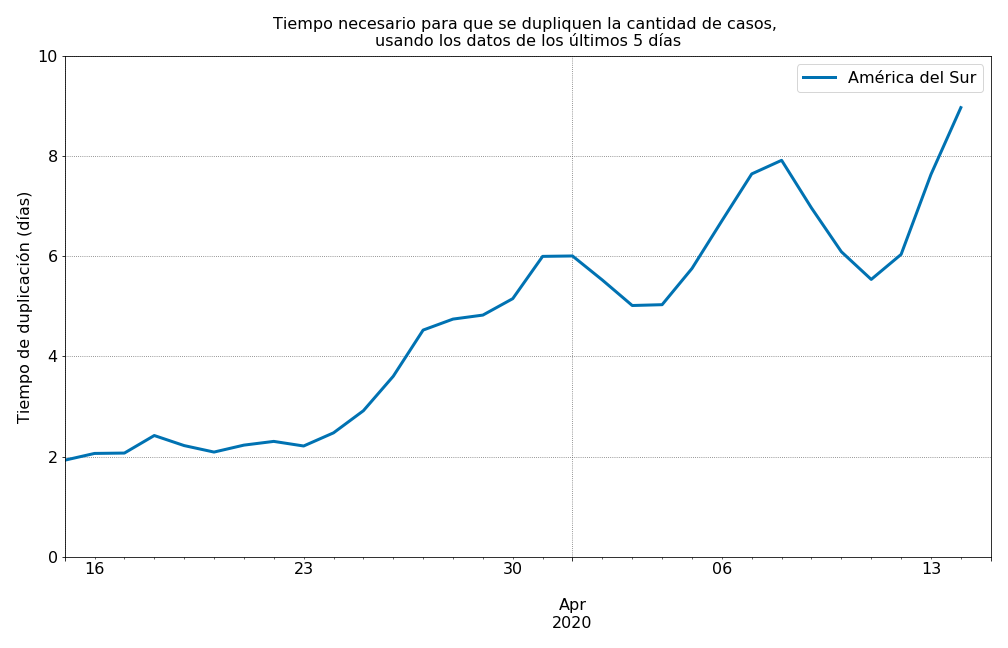 Tiempo necesario para que se dupliquen la cantidad de casos,
usando los datos de los últimos 5 días
América del Sur
Tiempo de duplicación (días)
10
8
6
4
2
0
16 23 30 06 13
Apr
2020